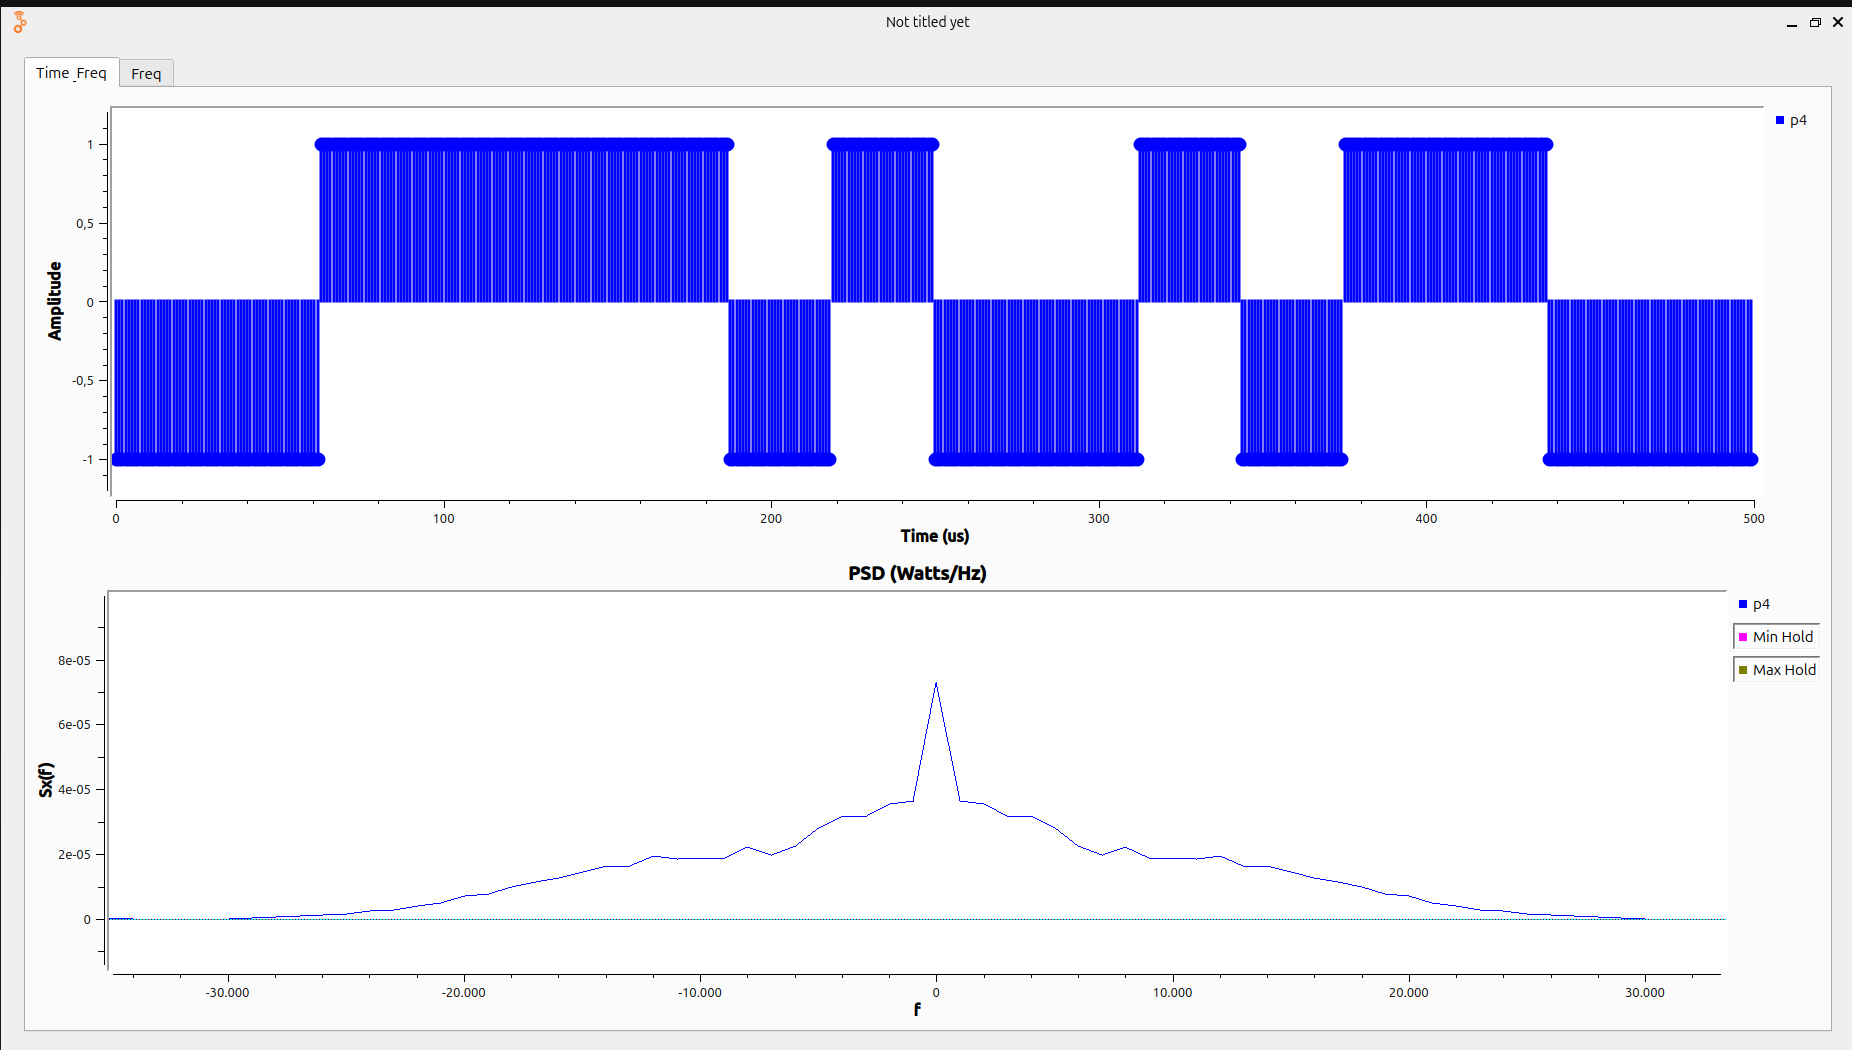 Not titled yet
Time_Freq
Freq
p4
1
0,5
0
-0,5
-1
Amplitude
0
100
200
300
400
500
Time (us)
PSD (Watts/Hz)
p4
Min Hold
Max Hold
8e-05
6e-05
4e-05
2e-05
0
Sx(f)
-30.000
-20.000
-10.000
0
10.000
20.000
30.000
f